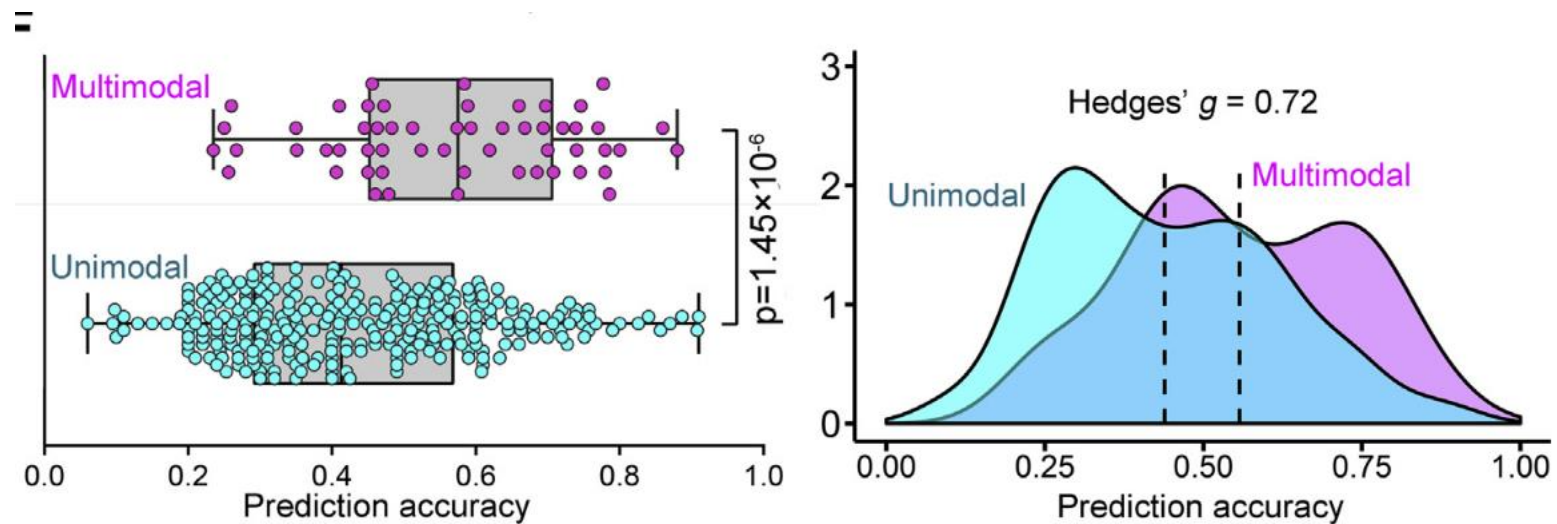 Multimodal
Unimodal
p=1.45×10-6
0.0 0.2 0.4 0.6 0.8 1.0
Prediction accuracy
3
2
1
0
Hedges’ g = 0.72
Unimodal
Multimodal
0.00 0.25 0.50 0.75 1.00
Prediction accuracy